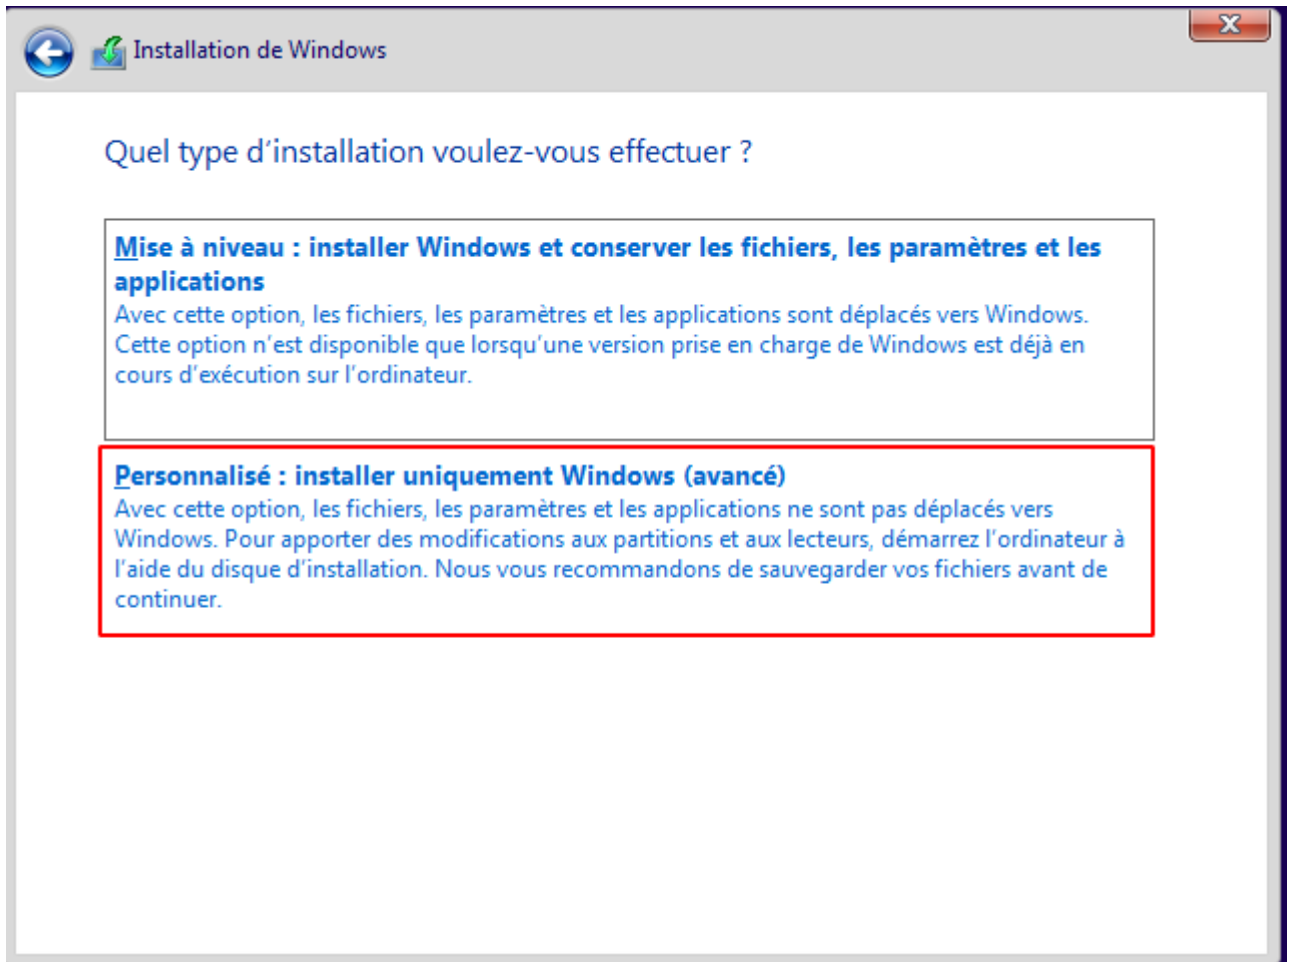 Installation de Windows
Quel type d’installation voulez-vous effectuer ?
Mise à niveau : installer Windows et conserver les fichiers, les paramètres et les
applications
Avec cette option, les fichiers, les paramètres et les applications sont déplacés vers Windows.
Cette option n’est disponible que lorsqu’une version prise en charge de Windows est déjà en
cours d’exécution sur l’ordinateur.
Personnalisé : installer uniquement Windows (avancé)
Avec cette option, les fichiers, les paramètres et les applications ne sont pas déplacés vers
Windows. Pour apporter des modifications aux partitions et aux lecteurs, démarrez l’ordinateur à
l’aide du disque d’installation. Nous vous recommandons de sauvegarder vos fichiers avant de
continuer.